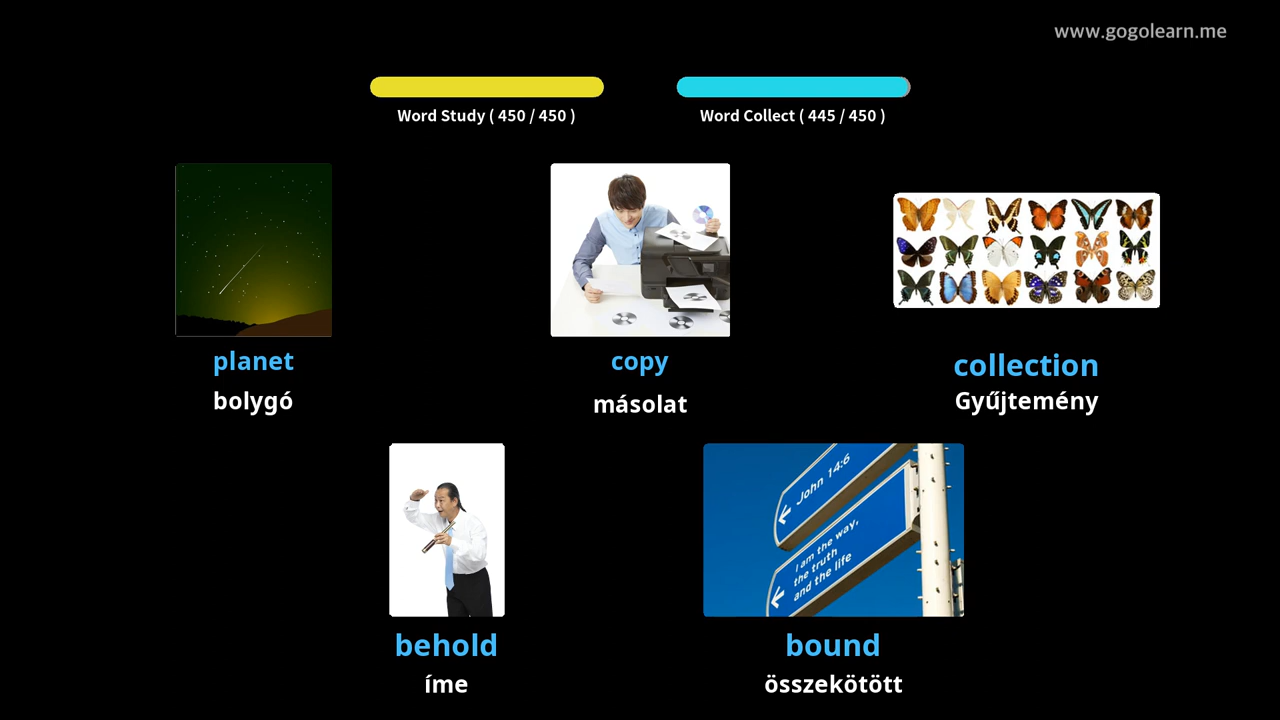 www.gogolearn.me
Word Study ( 450 / 450 )
Word Collect ( 445 / 450 )
planet
bolygó
copy
másolat
collection
Gyűjtemény
behold
íme
John 14:6
I am the way,
the truth
and the life
bound
összekötött